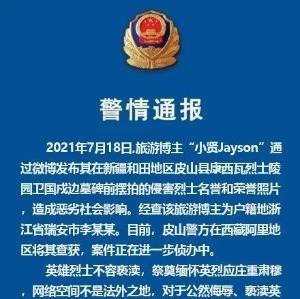 警情通报
2021年7月18日,旅游博主“小贤Jayson”通
过微博发布其在新疆和田地区皮山县康西瓦烈士陵
园卫国戍边墓碑前摆拍的侵害烈士名誉和荣誉照片
，造成恶劣社会影响。经查该旅游博主为户籍地浙
江省瑞安市李某某。目前，皮山警方在西藏阿里地
区将其查获，案件正在进一步侦办中。
英雄烈士不容亵渎，祭奠缅怀英烈应庄重肃穆
，网络空间不是法外之地，对于公然侮辱、亵渎英